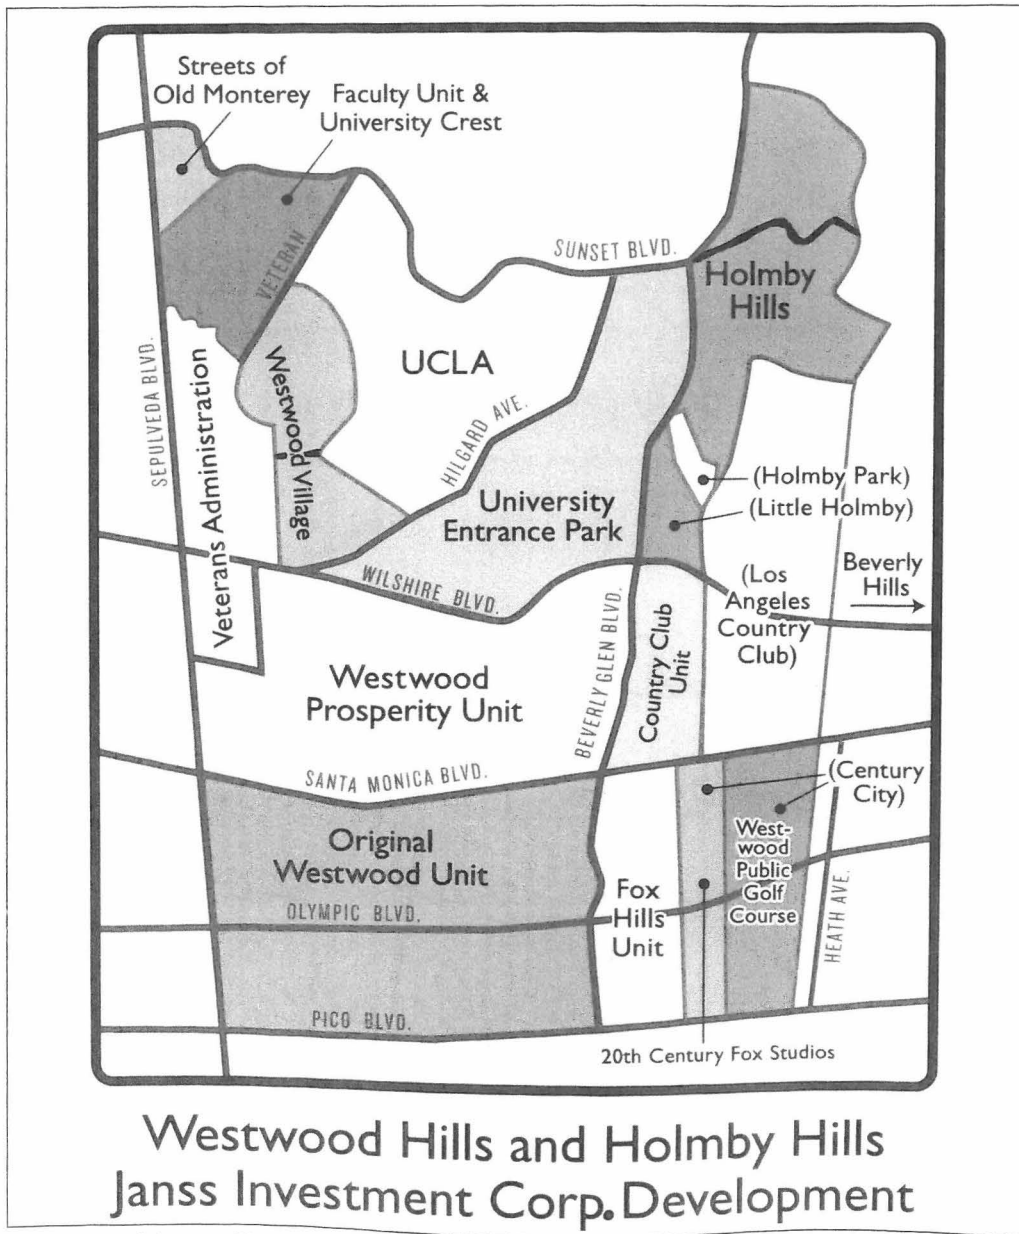 Streets of
Old Monterey
Faculty Unit &
University Crest
SUNSET BLVD.
VETERAN
Holmby
Hills
UCLA
SEPULVEDA BLVD.
Veterans Administration
Westwood Village
HILGARD AVE.
University
Entrance Park
(Holmby Park)
(Little Holmby)
WILSHIRE BLVD.
(Los
Angeles
Country
Club)
Beverly
Hills
BEVERLY GLEN BLVD.
Country Club
Unit
Westwood
Prosperity Unit
SANTA MONICA BLVD.
(Century
City)
Original
Westwood Unit
West-
wood
Public
Golf
Course
Fox
Hills
Unit
OLYMPIC BLVD.
HEATH AVE.
PICO BLVD.
20th Century Fox Studios
Westwood Hills and Holmby Hills
Janss Investment Corp. Development